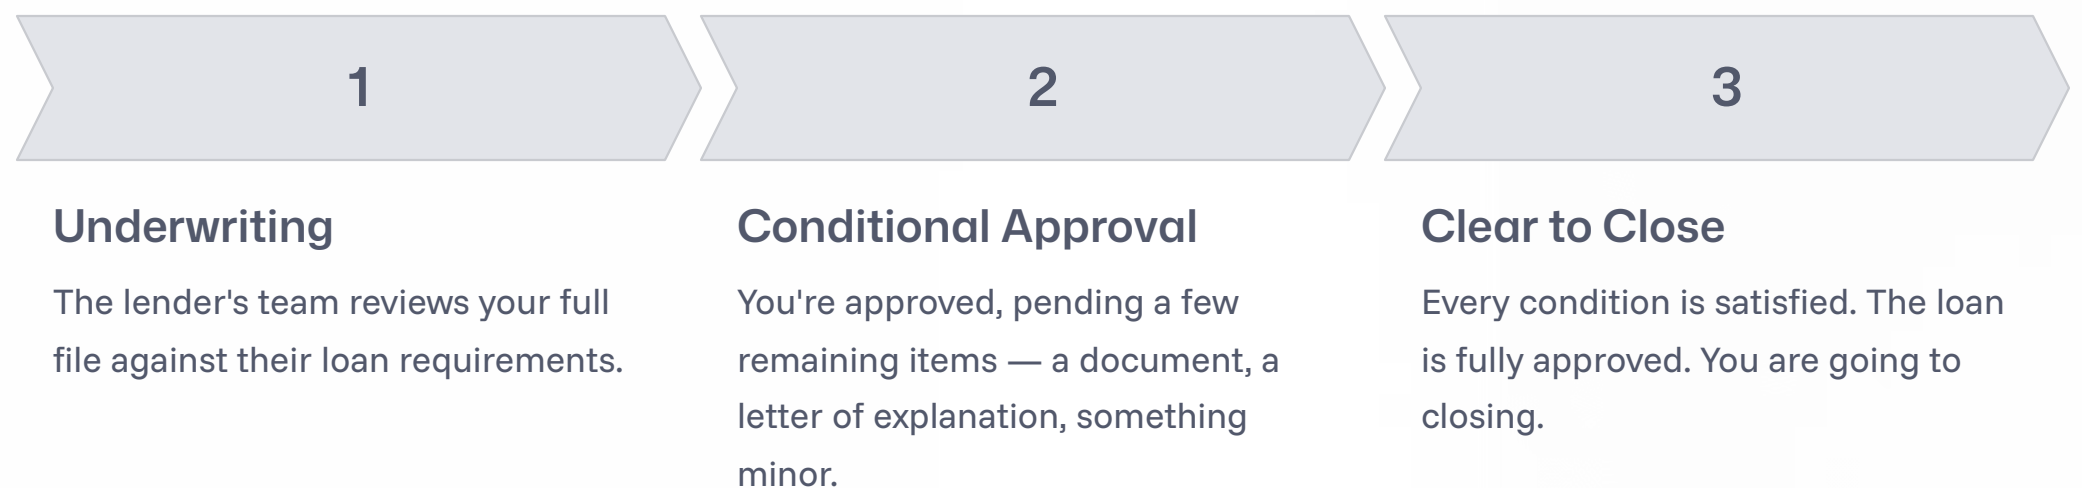 1
2
3
Underwriting
The lender's team reviews your full
file against their loan requirements.
Conditional Approval
You're approved, pending a few
remaining items — a document, a
letter of explanation, something
minor.
Clear to Close
Every condition is satisfied. The loan
is fully approved. You are going to
closing.